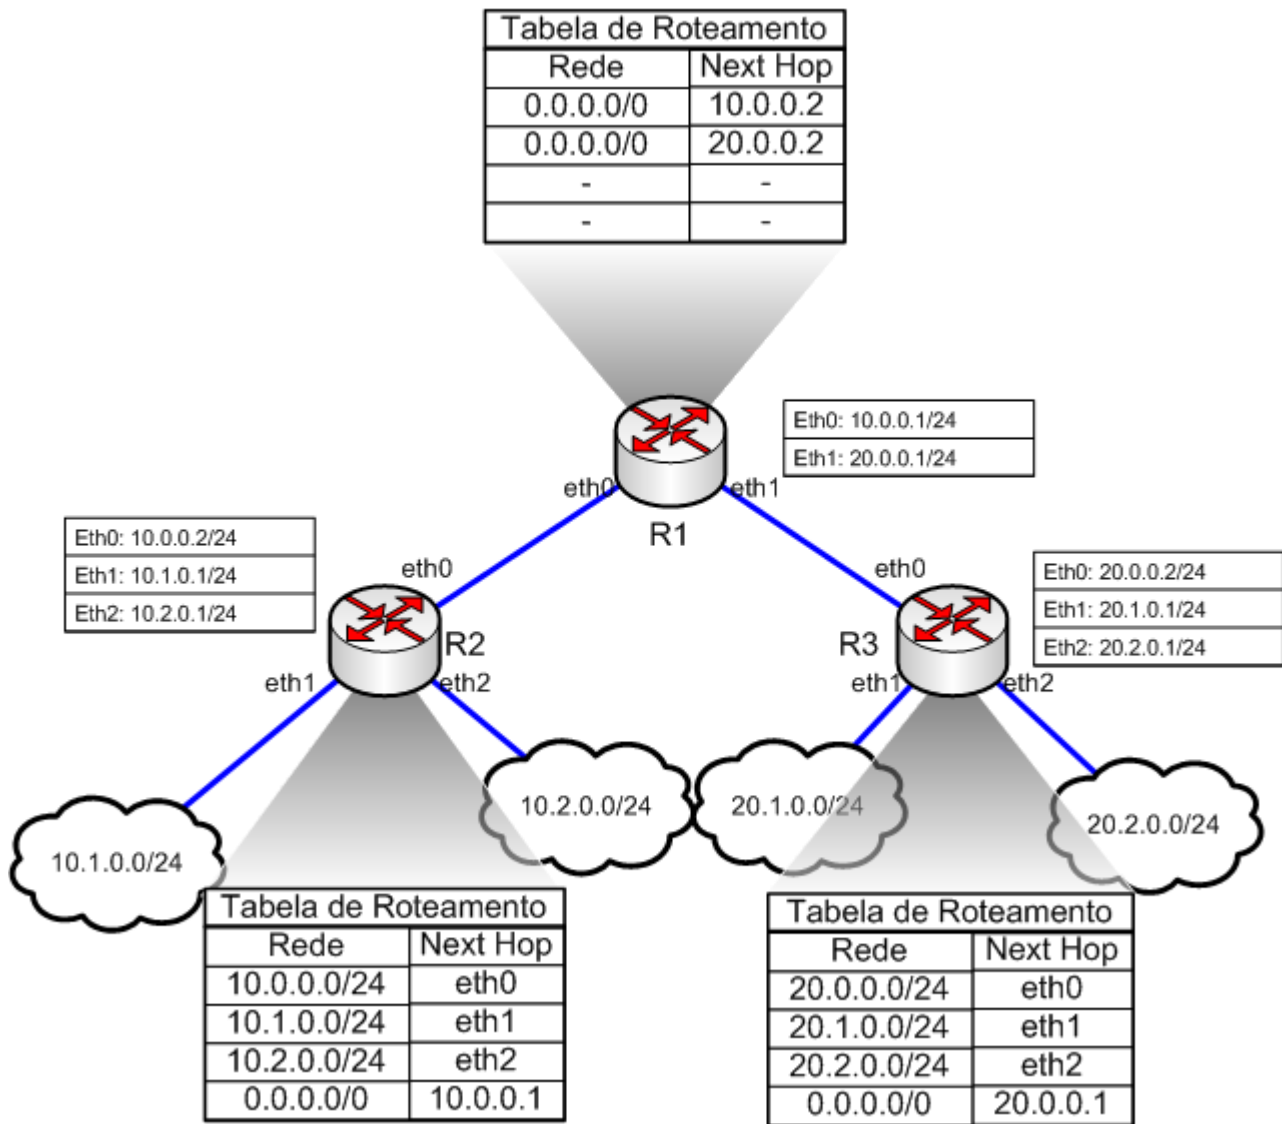 Tabela de Roteamento
Rede Next Hop
0.0.0.0/0 10.0.0.2
0.0.0.0/0 20.0.0.2
- -
- -
Eth0: 10.0.0.1/24
Eth1: 20.0.0.1/24
eth0 eth1
R1
Eth0: 10.0.0.2/24
Eth1: 10.1.0.1/24
Eth2: 10.2.0.1/24
eth0
R2
eth1 eth2
eth0
R3
eth1 eth2
Eth0: 20.0.0.2/24
Eth1: 20.1.0.1/24
Eth2: 20.2.0.1/24
10.1.0.0/24
10.2.0.0/24
20.1.0.0/24
20.2.0.0/24
Tabela de Roteamento
Rede Next Hop
10.0.0.0/24 eth0
10.1.0.0/24 eth1
10.2.0.0/24 eth2
0.0.0.0/0 10.0.0.1
Tabela de Roteamento
Rede Next Hop
20.0.0.0/24 eth0
20.1.0.0/24 eth1
20.2.0.0/24 eth2
0.0.0.0/0 20.0.0.1